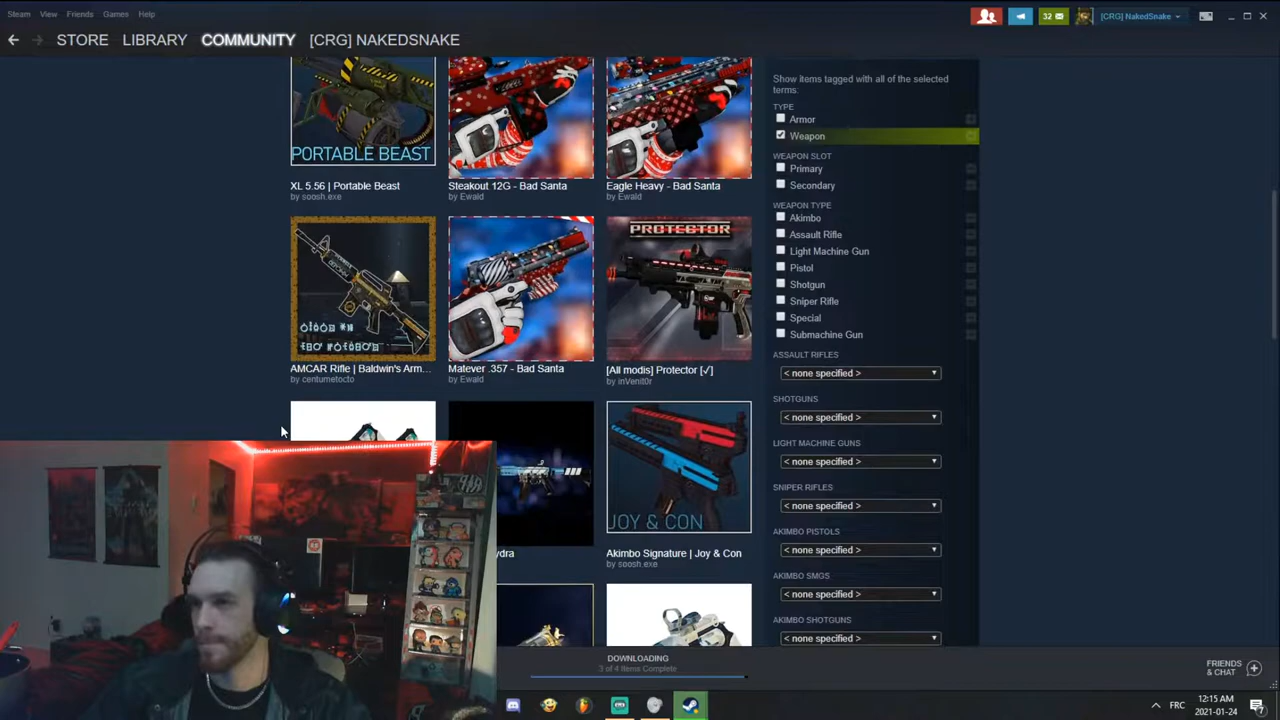 Steam View Friends Games Help
32
[CRG] NakedSnake
STORE LIBRARY COMMUNITY [CRG] NAKEDSNAKE
PORTABLE BEAST
XL 5.56 | Portable Beast
by soosh.exe
Steakout 12G - Bad Santa
by Ewald
Eagle Heavy - Bad Santa
by Ewald
PROTECTOR
AMCAR Rifle | Baldwin's Arm...
by centumetocto
Matever .357 - Bad Santa
by Ewald
[All modis] Protector [√]
by inVenit0r
JOY & CON
Akimbo Signature | Joy & Con
by soosh.exe
Show items tagged with all of the selected
terms:
TYPE
Armor
Weapon
WEAPON SLOT
Primary
Secondary
WEAPON TYPE
Akimbo
Assault Rifle
Light Machine Gun
Pistol
Shotgun
Sniper Rifle
Special
Submachine Gun
ASSAULT RIFLES
< none specified >
SHOTGUNS
< none specified >
LIGHT MACHINE GUNS
< none specified >
SNIPER RIFLES
< none specified >
AKIMBO PISTOLS
< none specified >
AKIMBO SMGS
< none specified >
AKIMBO SHOTGUNS
< none specified >
DOWNLOADING
3 of 4 Items Complete
FRIENDS
& CHAT
FRC
12:15 AM
2021-01-24